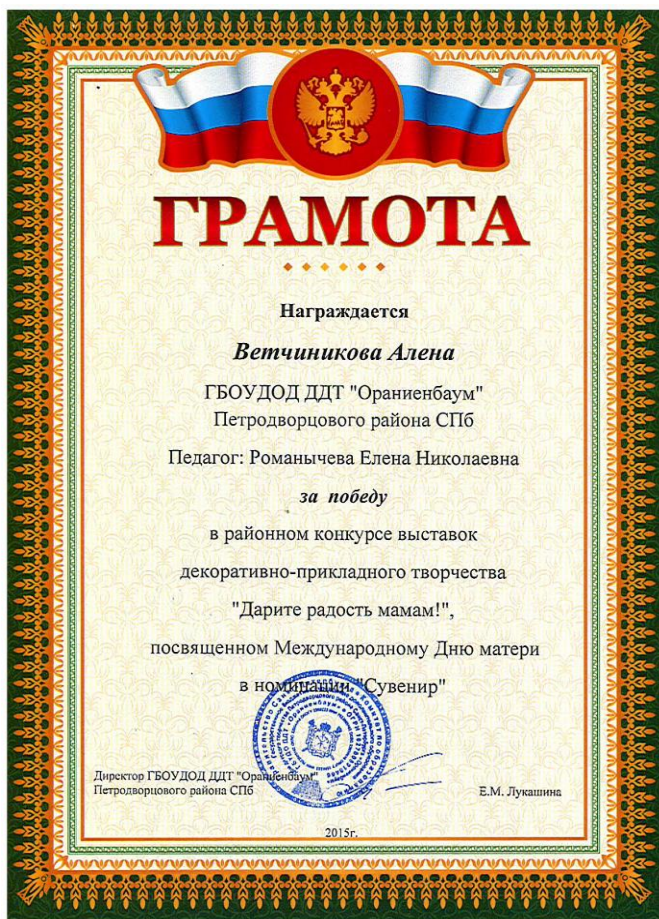 ГРАМОТА
Награждается
Ветчиникова Алена
ГБОУДОД ДДТ "Ораниенбаум"
Петродворцового района СПб
Педагог: Романычева Елена Николаевна
за победу
в районном конкурсе выставок
декоративно-прикладного творчества
"Дарите радость мамам!",
посвященном Международному Дню матери
в номинации "Сувенир"
Директор ГБОУДОД ДДТ "Ораниенбаум"
Петродворцового района СПб
Е.М. Лукашина
2015г.